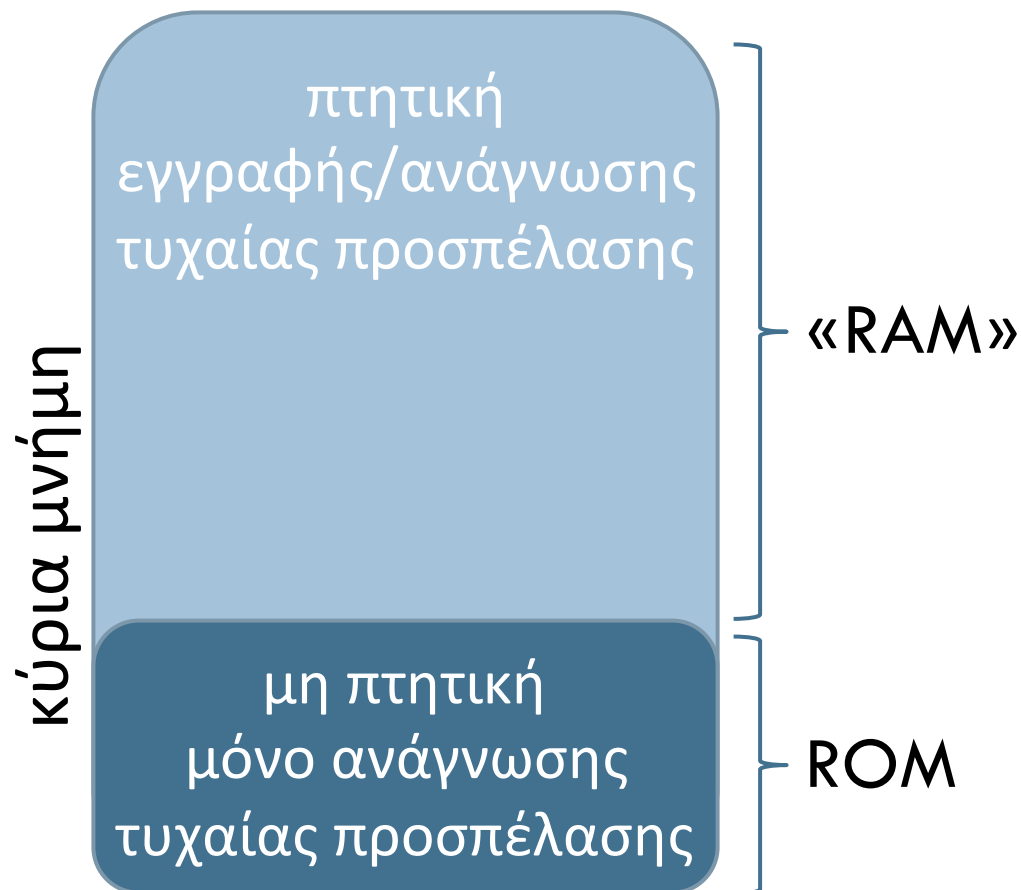 πτητική
εγγραφής/ανάγνωσης
τυχαίας προσπέλασης
«RAM»
κύρια μνήμη
μη πτητική
μόνο ανάγνωσης
τυχαίας προσπέλασης
ROM